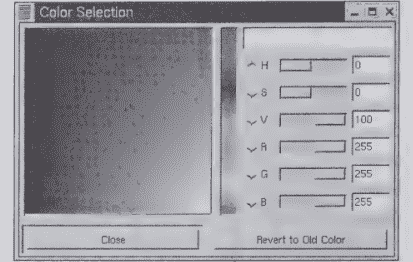 Color Selection
H 0
S 0
V 100
R 255
G 255
B 255
Close Revert to Old Color